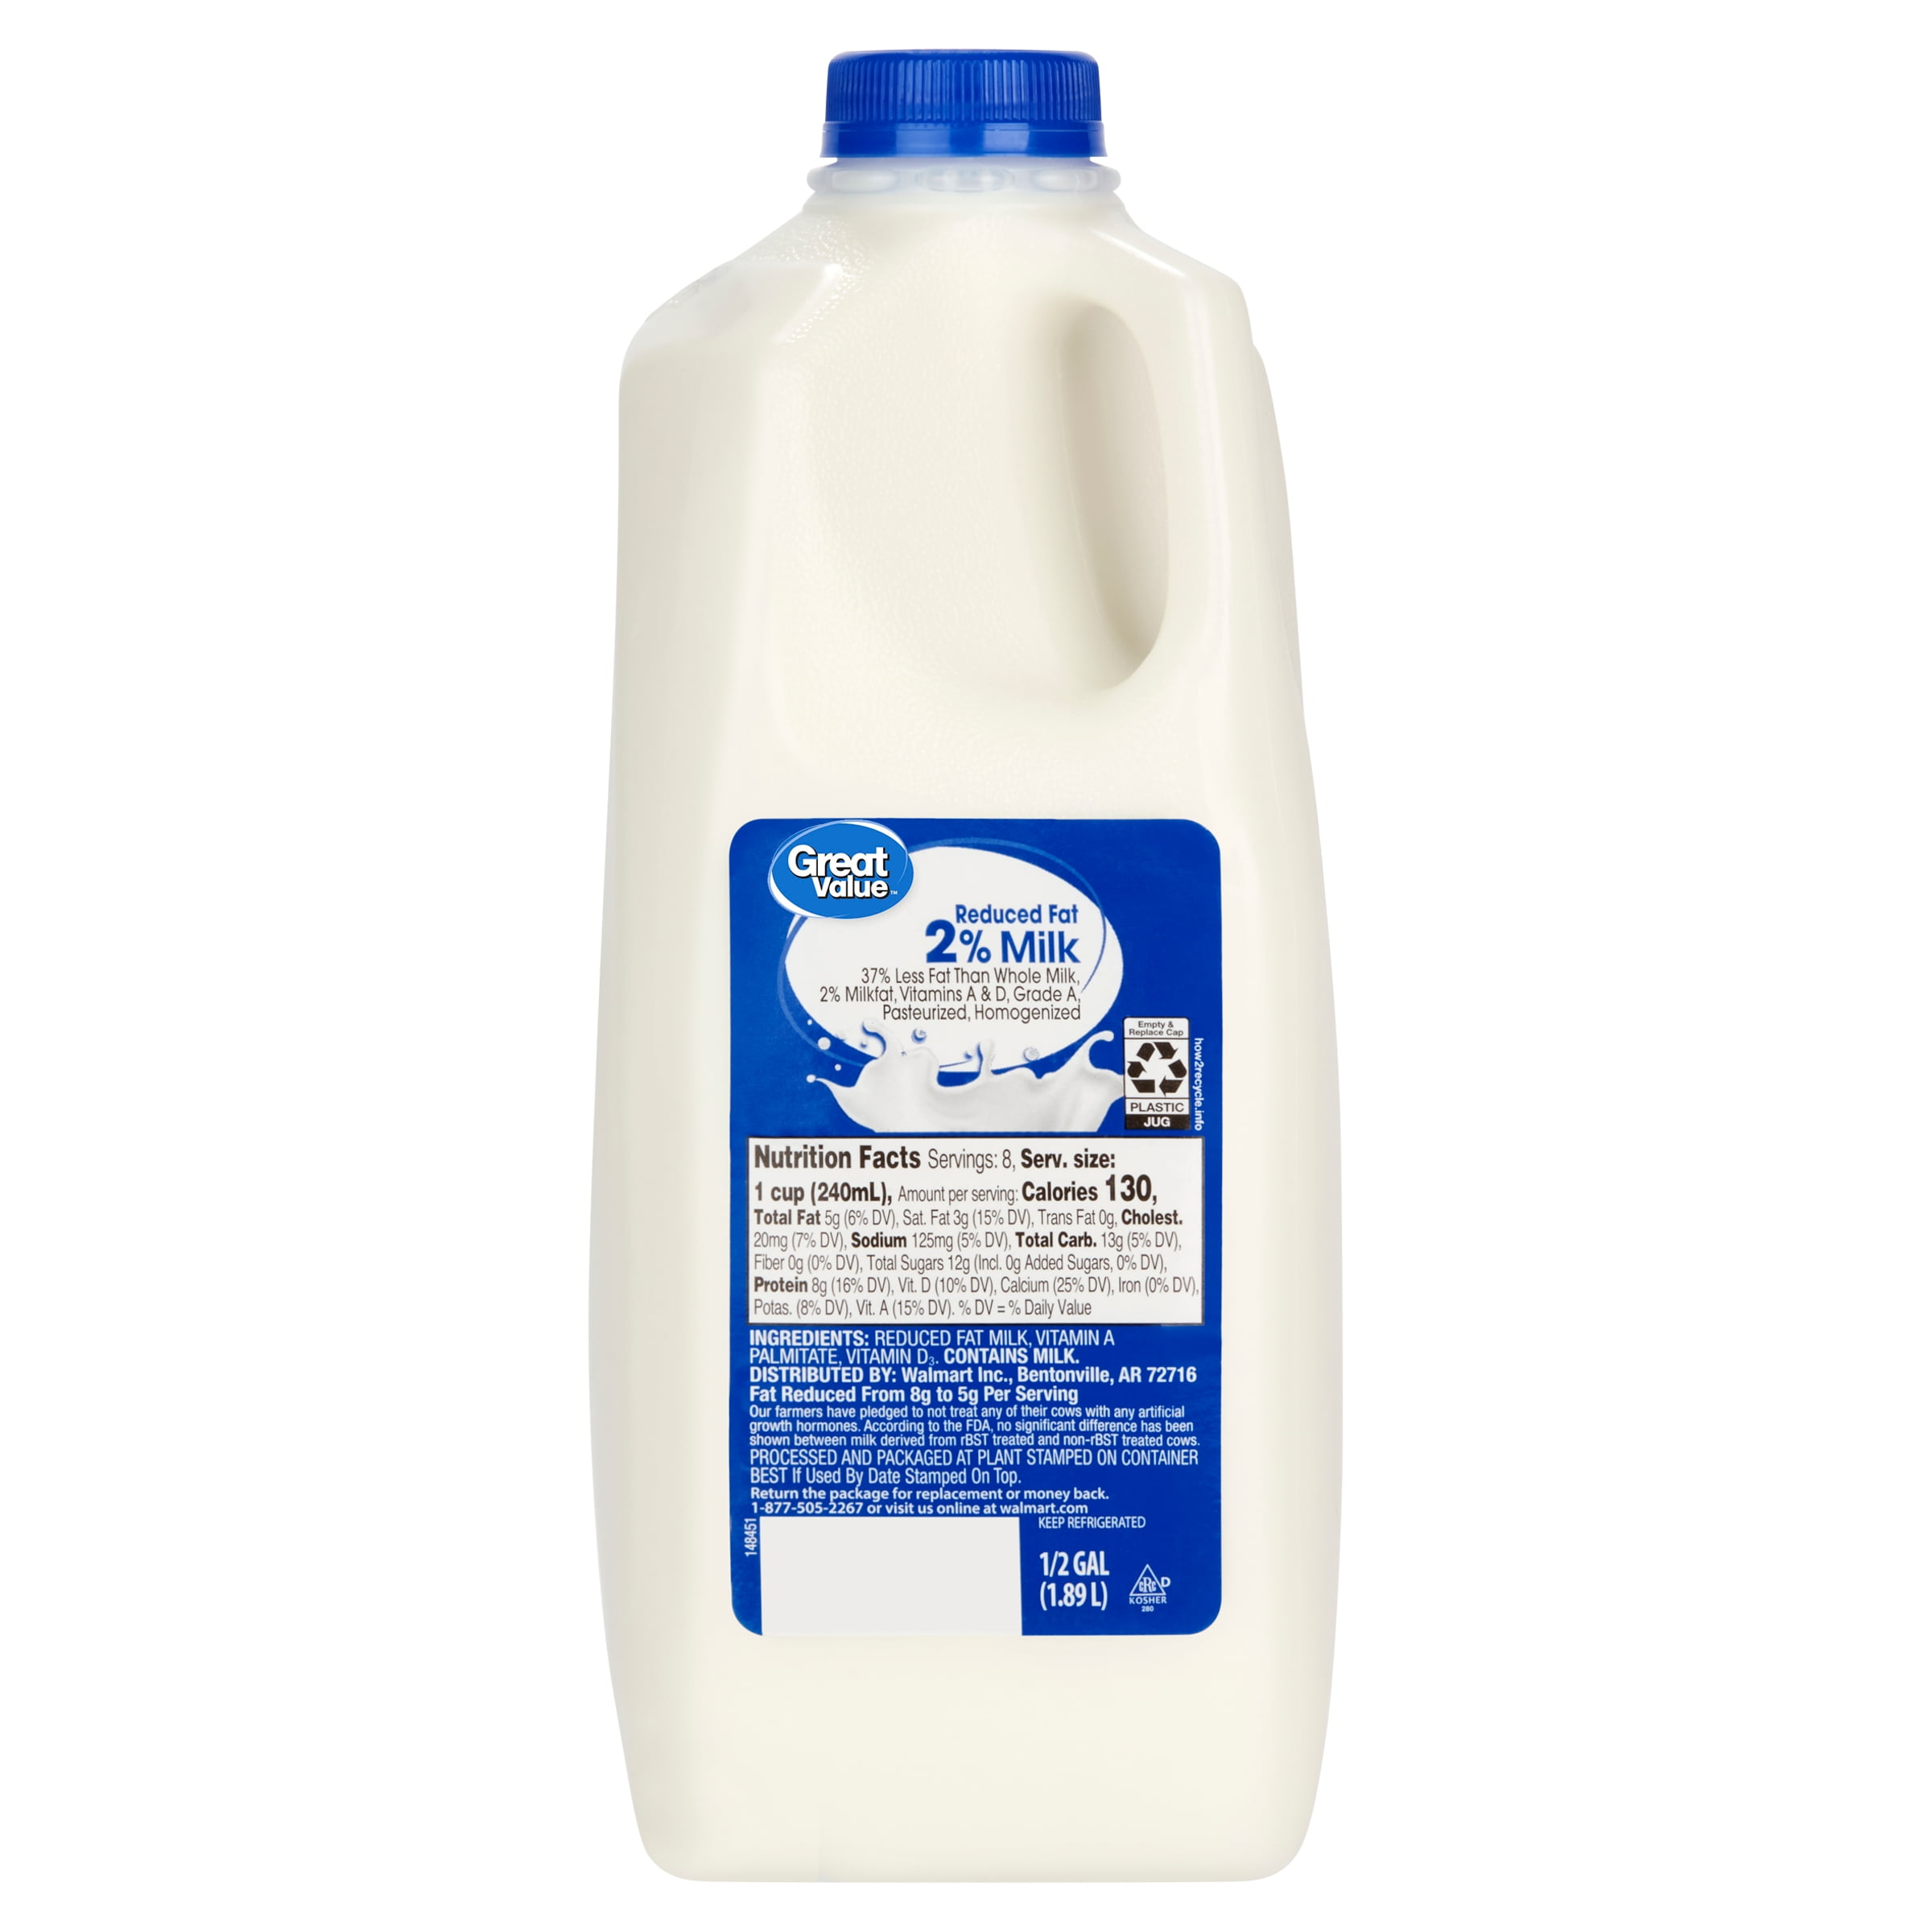 Great
Value™
Reduced Fat
2% Milk
37% Less Fat Than Whole Milk,
2% Milkfat, Vitamins A & D, Grade A,
Pasteurized, Homogenized
Empty &
Replace Cap
PLASTIC
JUG
how2recycle.info
Nutrition Facts Servings: 8, Serv. size:
1 cup (240mL), Amount per serving: Calories 130,
Total Fat 5g (6% DV), Sat. Fat 3g (15% DV), Trans Fat 0g, Cholest.
20mg (7% DV), Sodium 125mg (5% DV), Total Carb. 13g (5% DV),
Fiber 0g (0% DV), Total Sugars 12g (Incl. 0g Added Sugars, 0% DV),
Protein 8g (16% DV), Vit. D (10% DV), Calcium (25% DV), Iron (0% DV),
Potas. (8% DV), Vit. A (15% DV). % DV = % Daily Value
INGREDIENTS: REDUCED FAT MILK, VITAMIN A
PALMITATE, VITAMIN D₃. CONTAINS MILK.
DISTRIBUTED BY: Walmart Inc., Bentonville, AR 72716
Fat Reduced From 8g to 5g Per Serving
Our farmers have pledged to not treat any of their cows with any artificial
growth hormones. According to the FDA, no significant difference has been
shown between milk derived from rBST treated and non-rBST treated cows.
PROCESSED AND PACKAGED AT PLANT STAMPED ON CONTAINER
BEST If Used By Date Stamped On Top.
Return the package for replacement or money back.
1-877-505-2267 or visit us online at walmart.com
148451
KEEP REFRIGERATED
1/2 GAL
(1.89 L)
cRc D
KOSHER
280